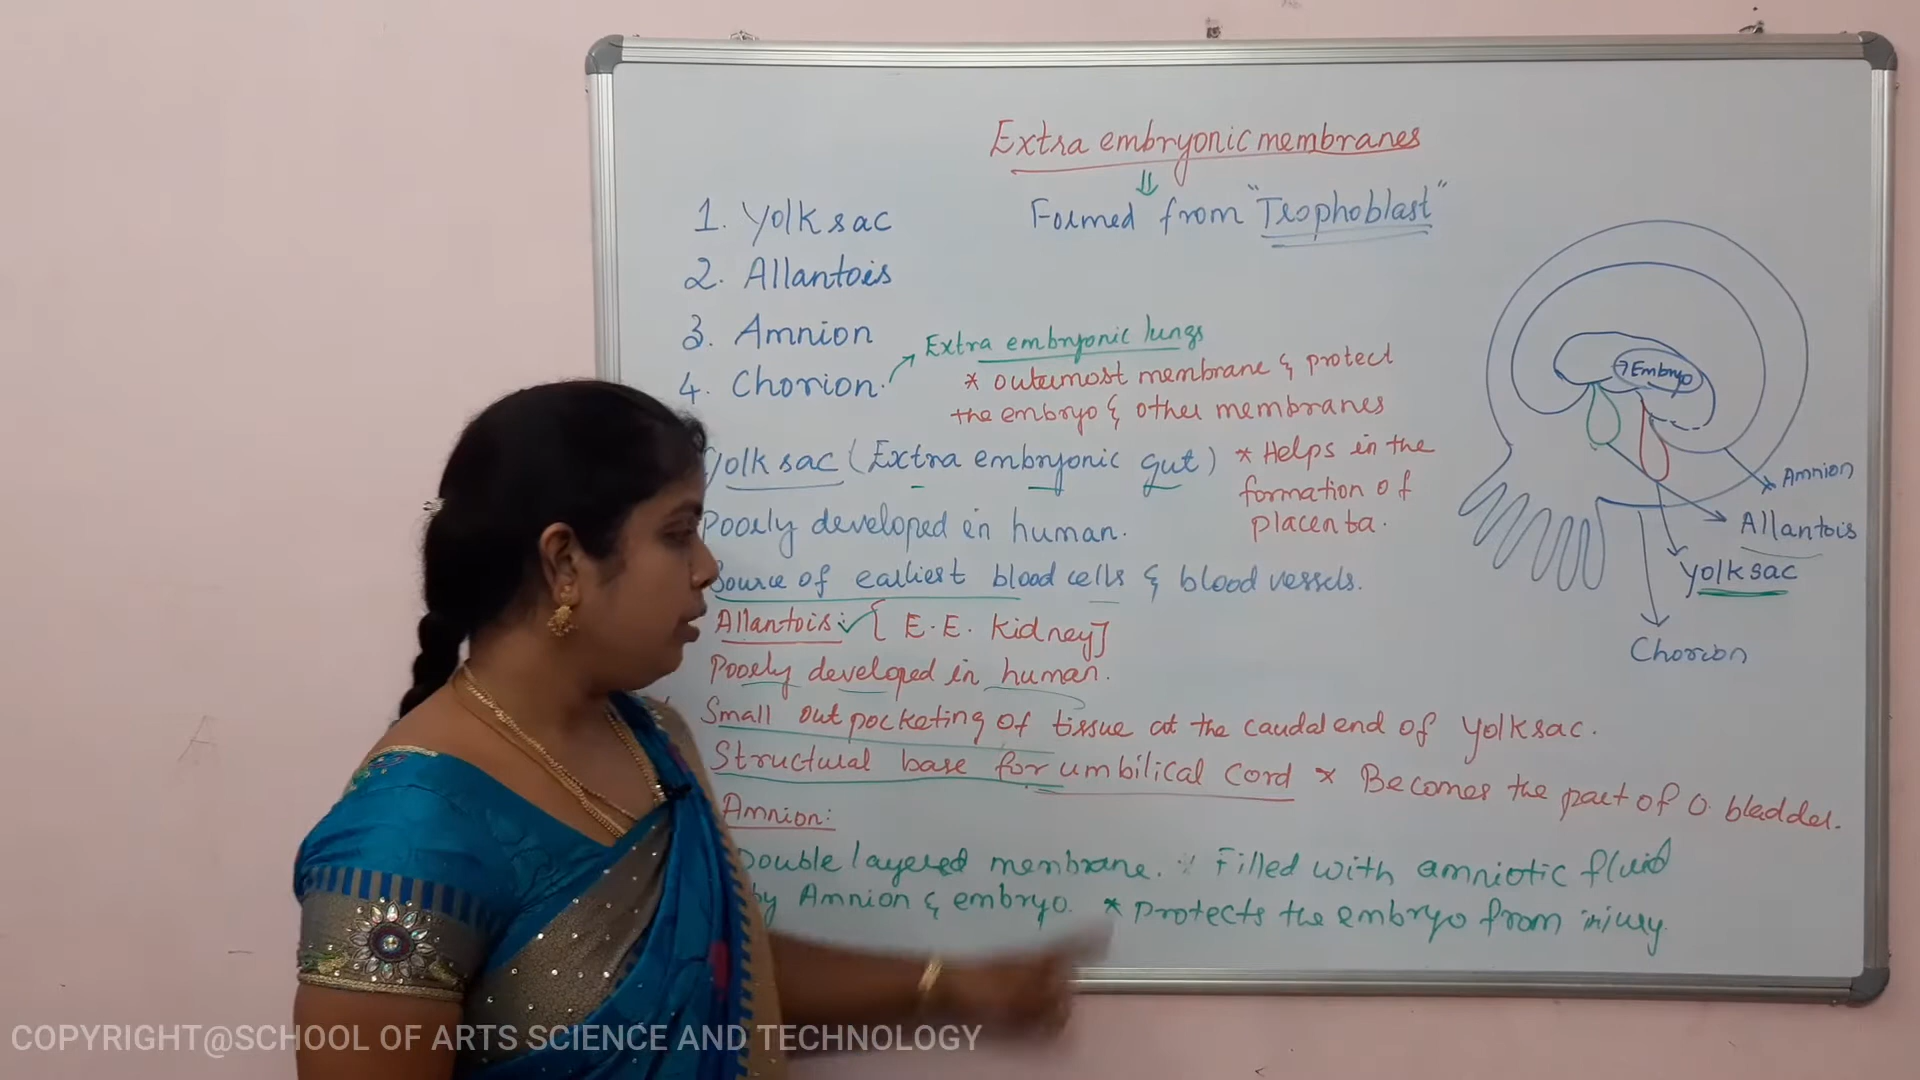 Extra embryonic membranes
⇓
Formed from "Trophoblast"
1. Yolk sac
2. Allantois
3. Amnion
4. Chorion.
Extra embryonic lungs
* outermost membrane & protect
the embryo & other membranes
* Helps in the
formation of
placenta.
Yolk sac (Extra embryonic gut)
Poorly developed in human.
Source of earliest blood cells & blood vessels.
Allantois: [E. E. Kidney]
Poorly developed in human.
Small out pocketing of tissue at the caudal end of Yolk sac.
Structural base for umbilical cord * Becomes the part of U. bladder.
Amnion:
Double layered membrane. * Filled with amniotic fluid
by Amnion & embryo. * Protects the embryo from injury.
Embryo
Amnion
Allantois
Yolk sac
Chorion
COPYRIGHT@SCHOOL OF ARTS SCIENCE AND TECHNOLOGY